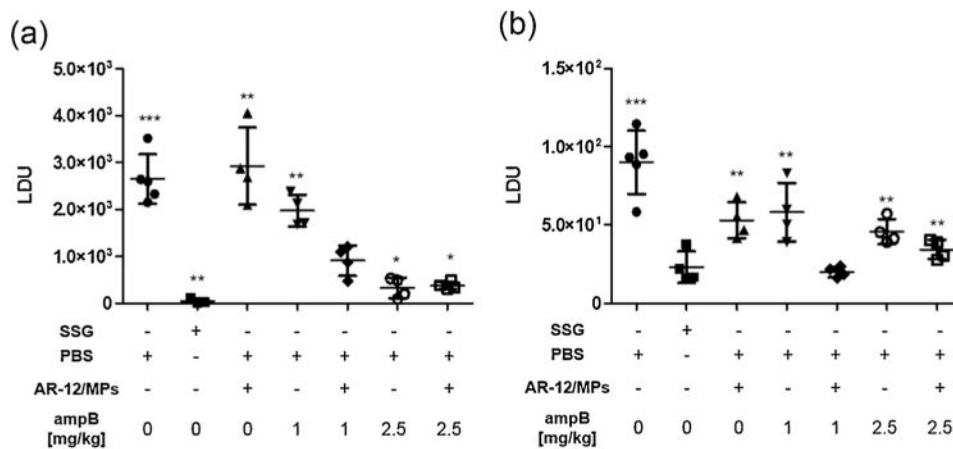 (a)
5.0×10³
4.0×10³
3.0×10³
2.0×10³
1.0×10³
0
LDU
*** ** ** ** * *
SSG - + - - - - -
PBS + - + + + + +
AR-12/MPs - - + - + - +
ampB [mg/kg] 0 0 0 1 1 2.5 2.5
(b)
1.5×10²
1.0×10²
5.0×10¹
0
LDU
*** ** ** ** **
SSG - + - - - - -
PBS + - + + + + +
AR-12/MPs - - + - + - +
ampB [mg/kg] 0 0 0 1 1 2.5 2.5